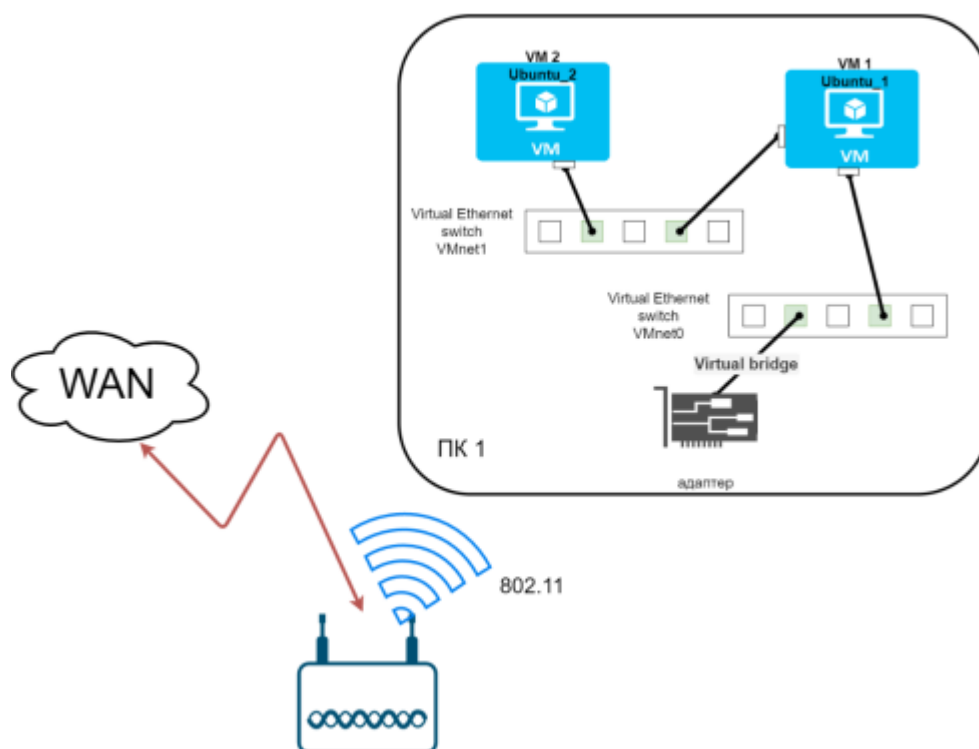 VM 2
Ubuntu_2
VM
VM 1
Ubuntu_1
VM
Virtual Ethernet
switch
VMnet1
Virtual Ethernet
switch
VMnet0
Virtual bridge
ПК 1
адаптер
WAN
802.11